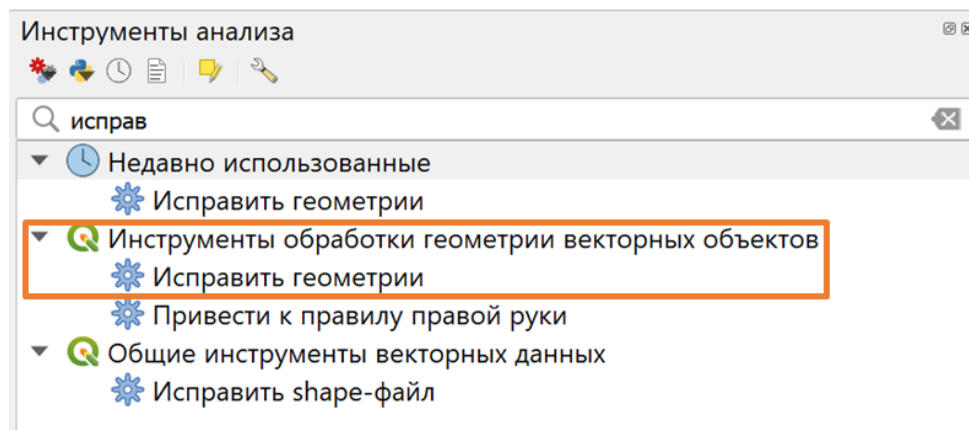 Инструменты анализа
исправ
Недавно использованные
Исправить геометрии
Инструменты обработки геометрии векторных объектов
Исправить геометрии
Привести к правилу правой руки
Общие инструменты векторных данных
Исправить shape-файл